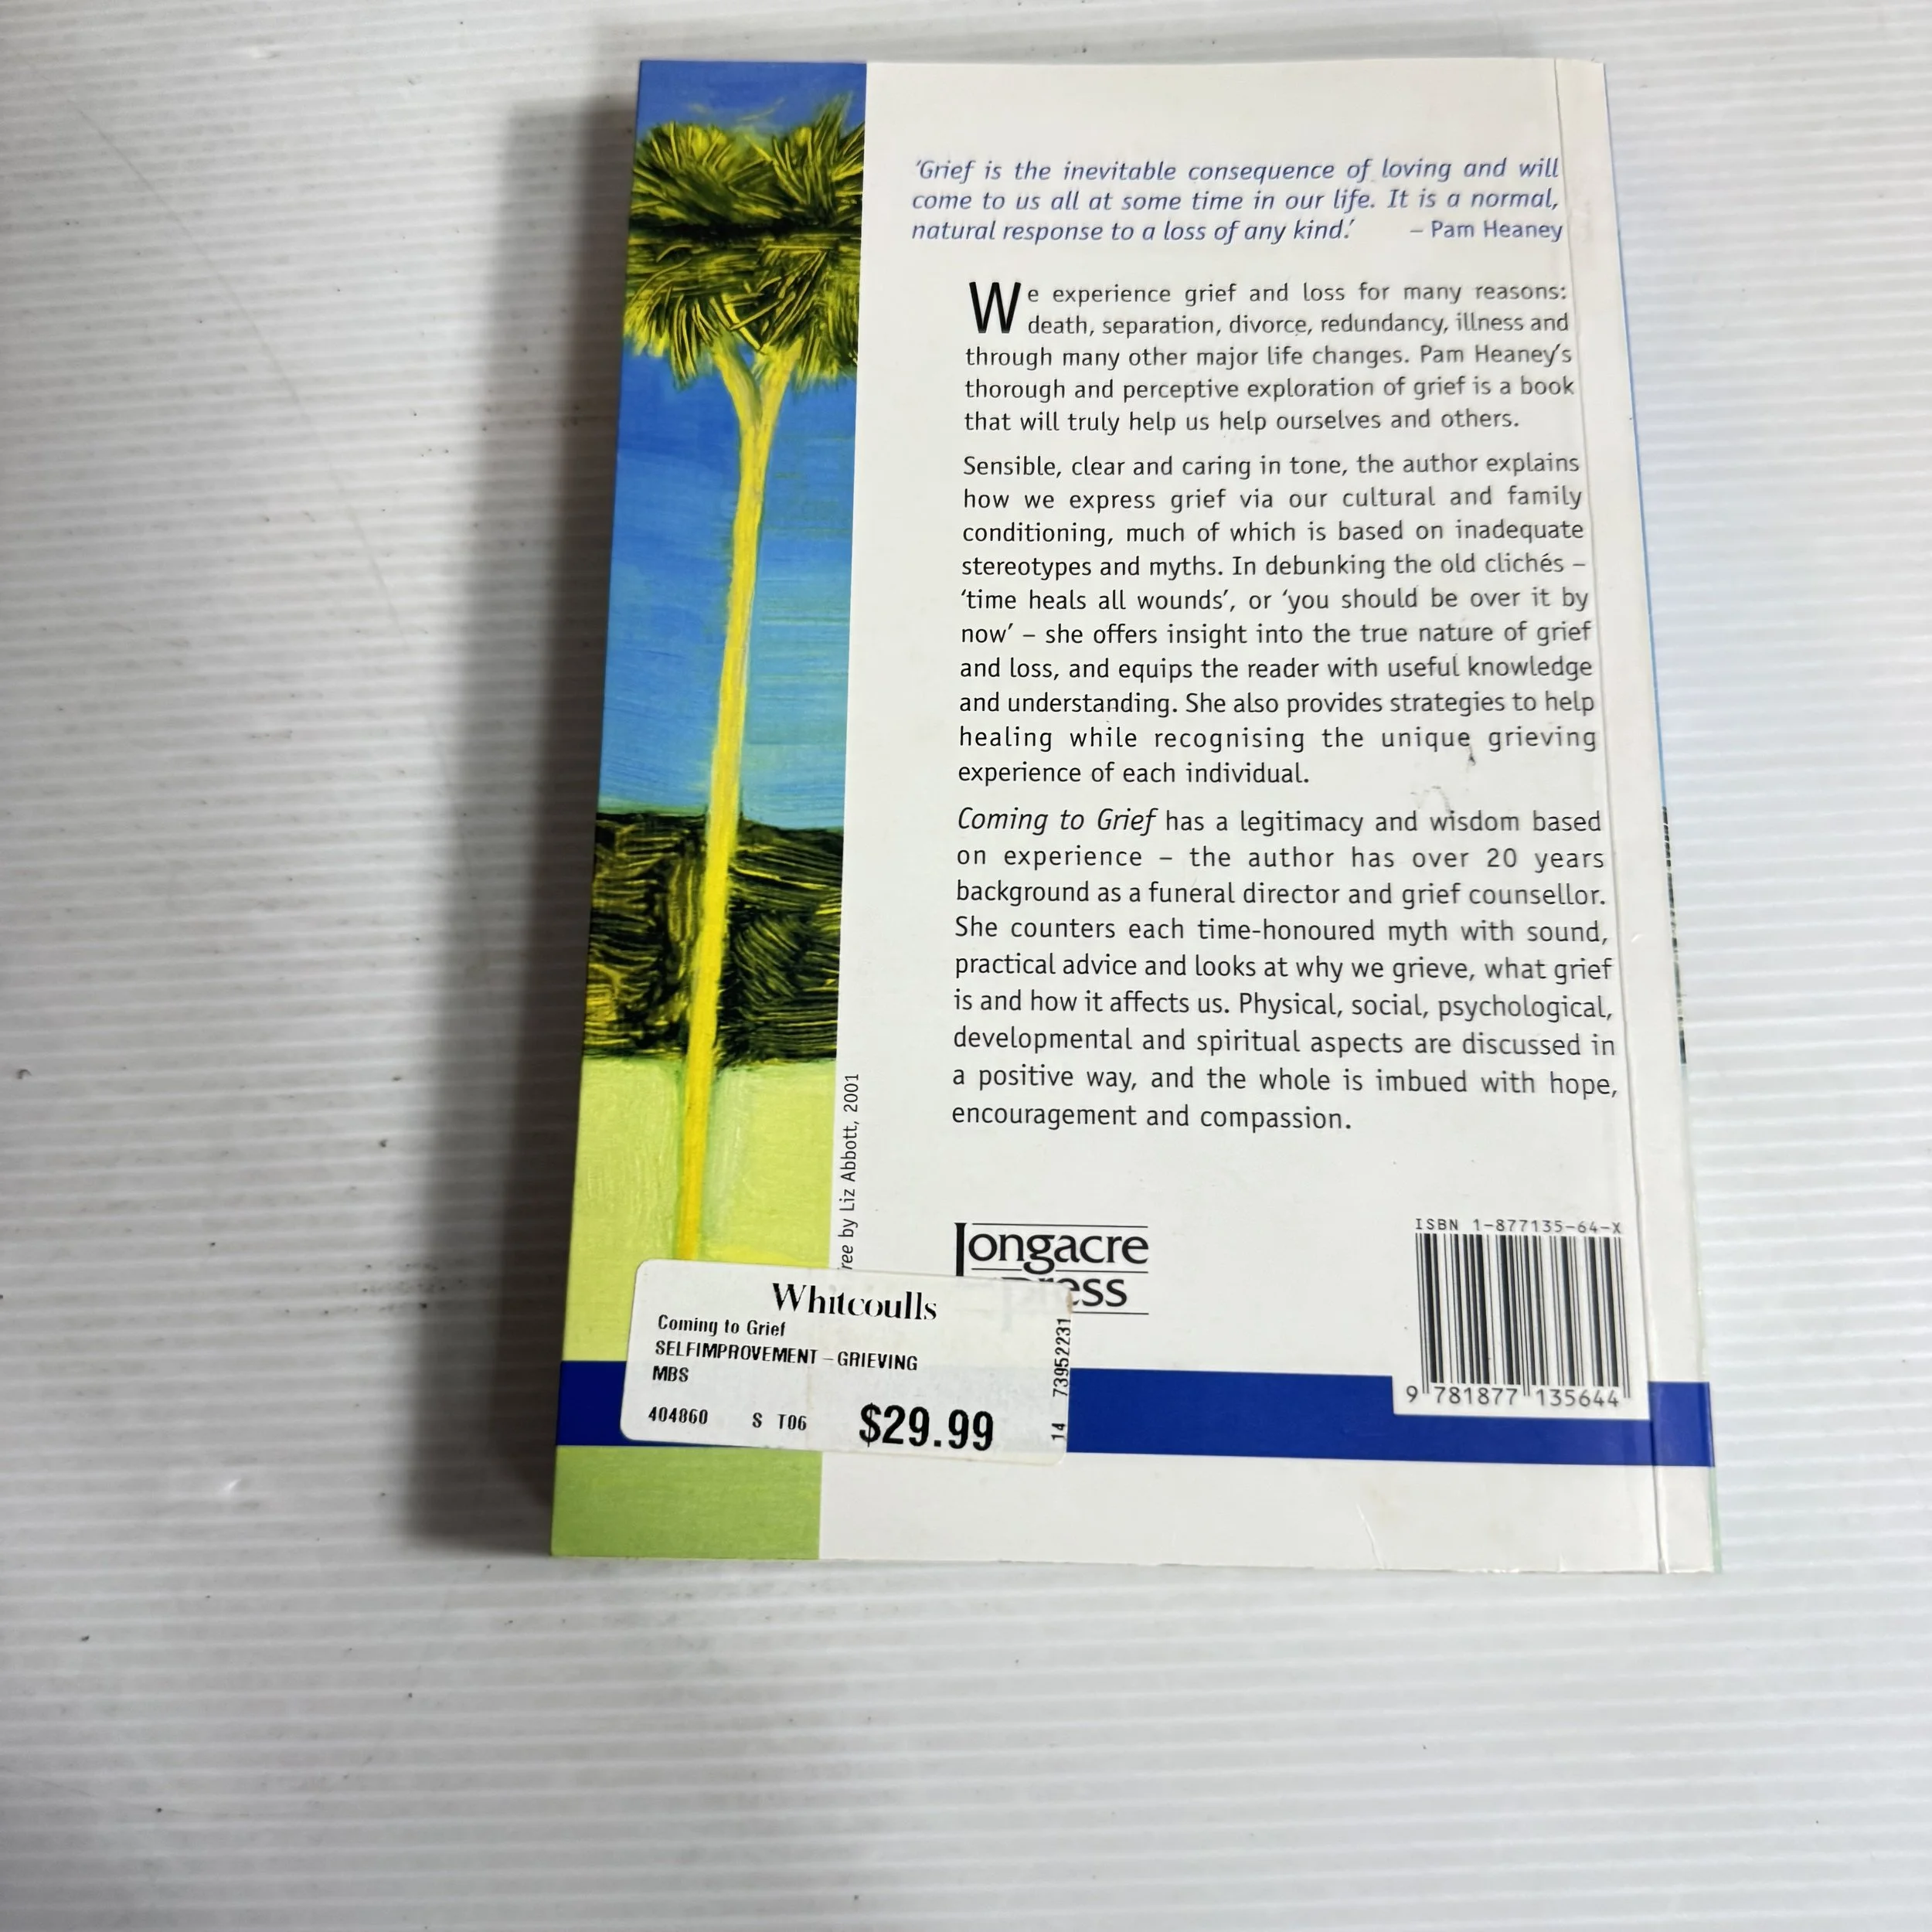 ‘Grief is the inevitable consequence of loving and will
come to us all at some time in our life. It is a normal,
natural response to a loss of any kind.’ – Pam Heaney
We experience grief and loss for many reasons:
death, separation, divorce, redundancy, illness and
through many other major life changes. Pam Heaney’s
thorough and perceptive exploration of grief is a book
that will truly help us help ourselves and others.
Sensible, clear and caring in tone, the author explains
how we express grief via our cultural and family
conditioning, much of which is based on inadequate
stereotypes and myths. In debunking the old clichés –
‘time heals all wounds’, or ‘you should be over it by
now’ – she offers insight into the true nature of grief
and loss, and equips the reader with useful knowledge
and understanding. She also provides strategies to help
healing while recognising the unique grieving
experience of each individual.
Coming to Grief has a legitimacy and wisdom based
on experience – the author has over 20 years
background as a funeral director and grief counsellor.
She counters each time-honoured myth with sound,
practical advice and looks at why we grieve, what grief
is and how it affects us. Physical, social, psychological,
developmental and spiritual aspects are discussed in
a positive way, and the whole is imbued with hope,
encouragement and compassion.
by Liz Abbott, 2001
longacre
press
ISBN 1-877135-64-X
9 781877 135644
Whitcoulls
Coming to Grief
SELFIMPROVEMENT – GRIEVING
MBS
404860 S T06 $29.99
14 73952231